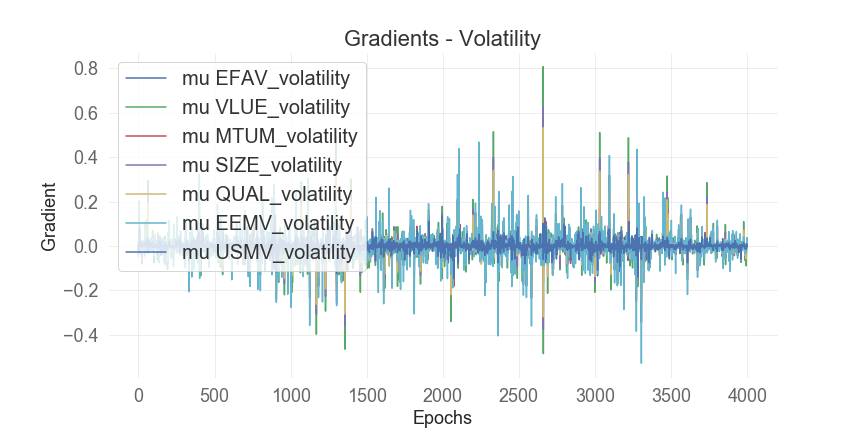 Gradients - Volatility
0.8
0.6
0.4
0.2
0.0
−0.2
−0.4
Gradient
mu EFAV_volatility
mu VLUE_volatility
mu MTUM_volatility
mu SIZE_volatility
mu QUAL_volatility
mu EEMV_volatility
mu USMV_volatility
0 500 1000 1500 2000 2500 3000 3500 4000
Epochs